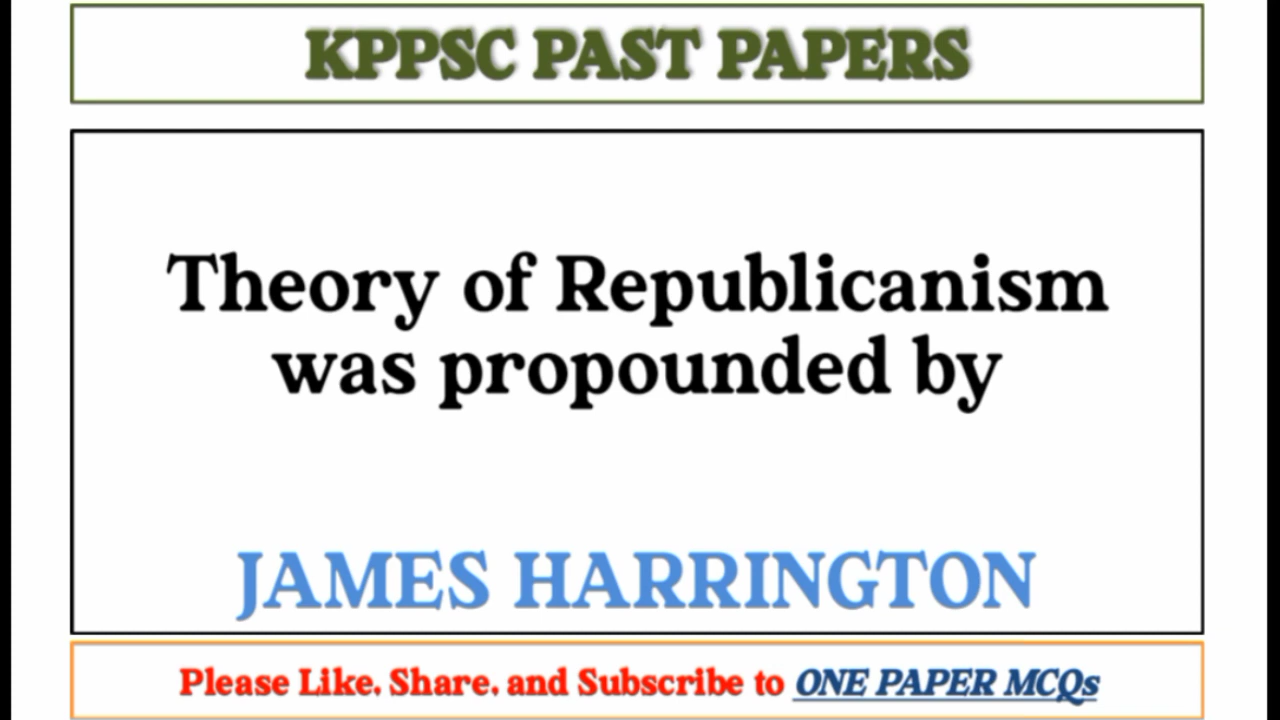 KPPSC PAST PAPERS
Theory of Republicanism
was propounded by
JAMES HARRINGTON
Please Like, Share, and Subscribe to ONE PAPER MCQs